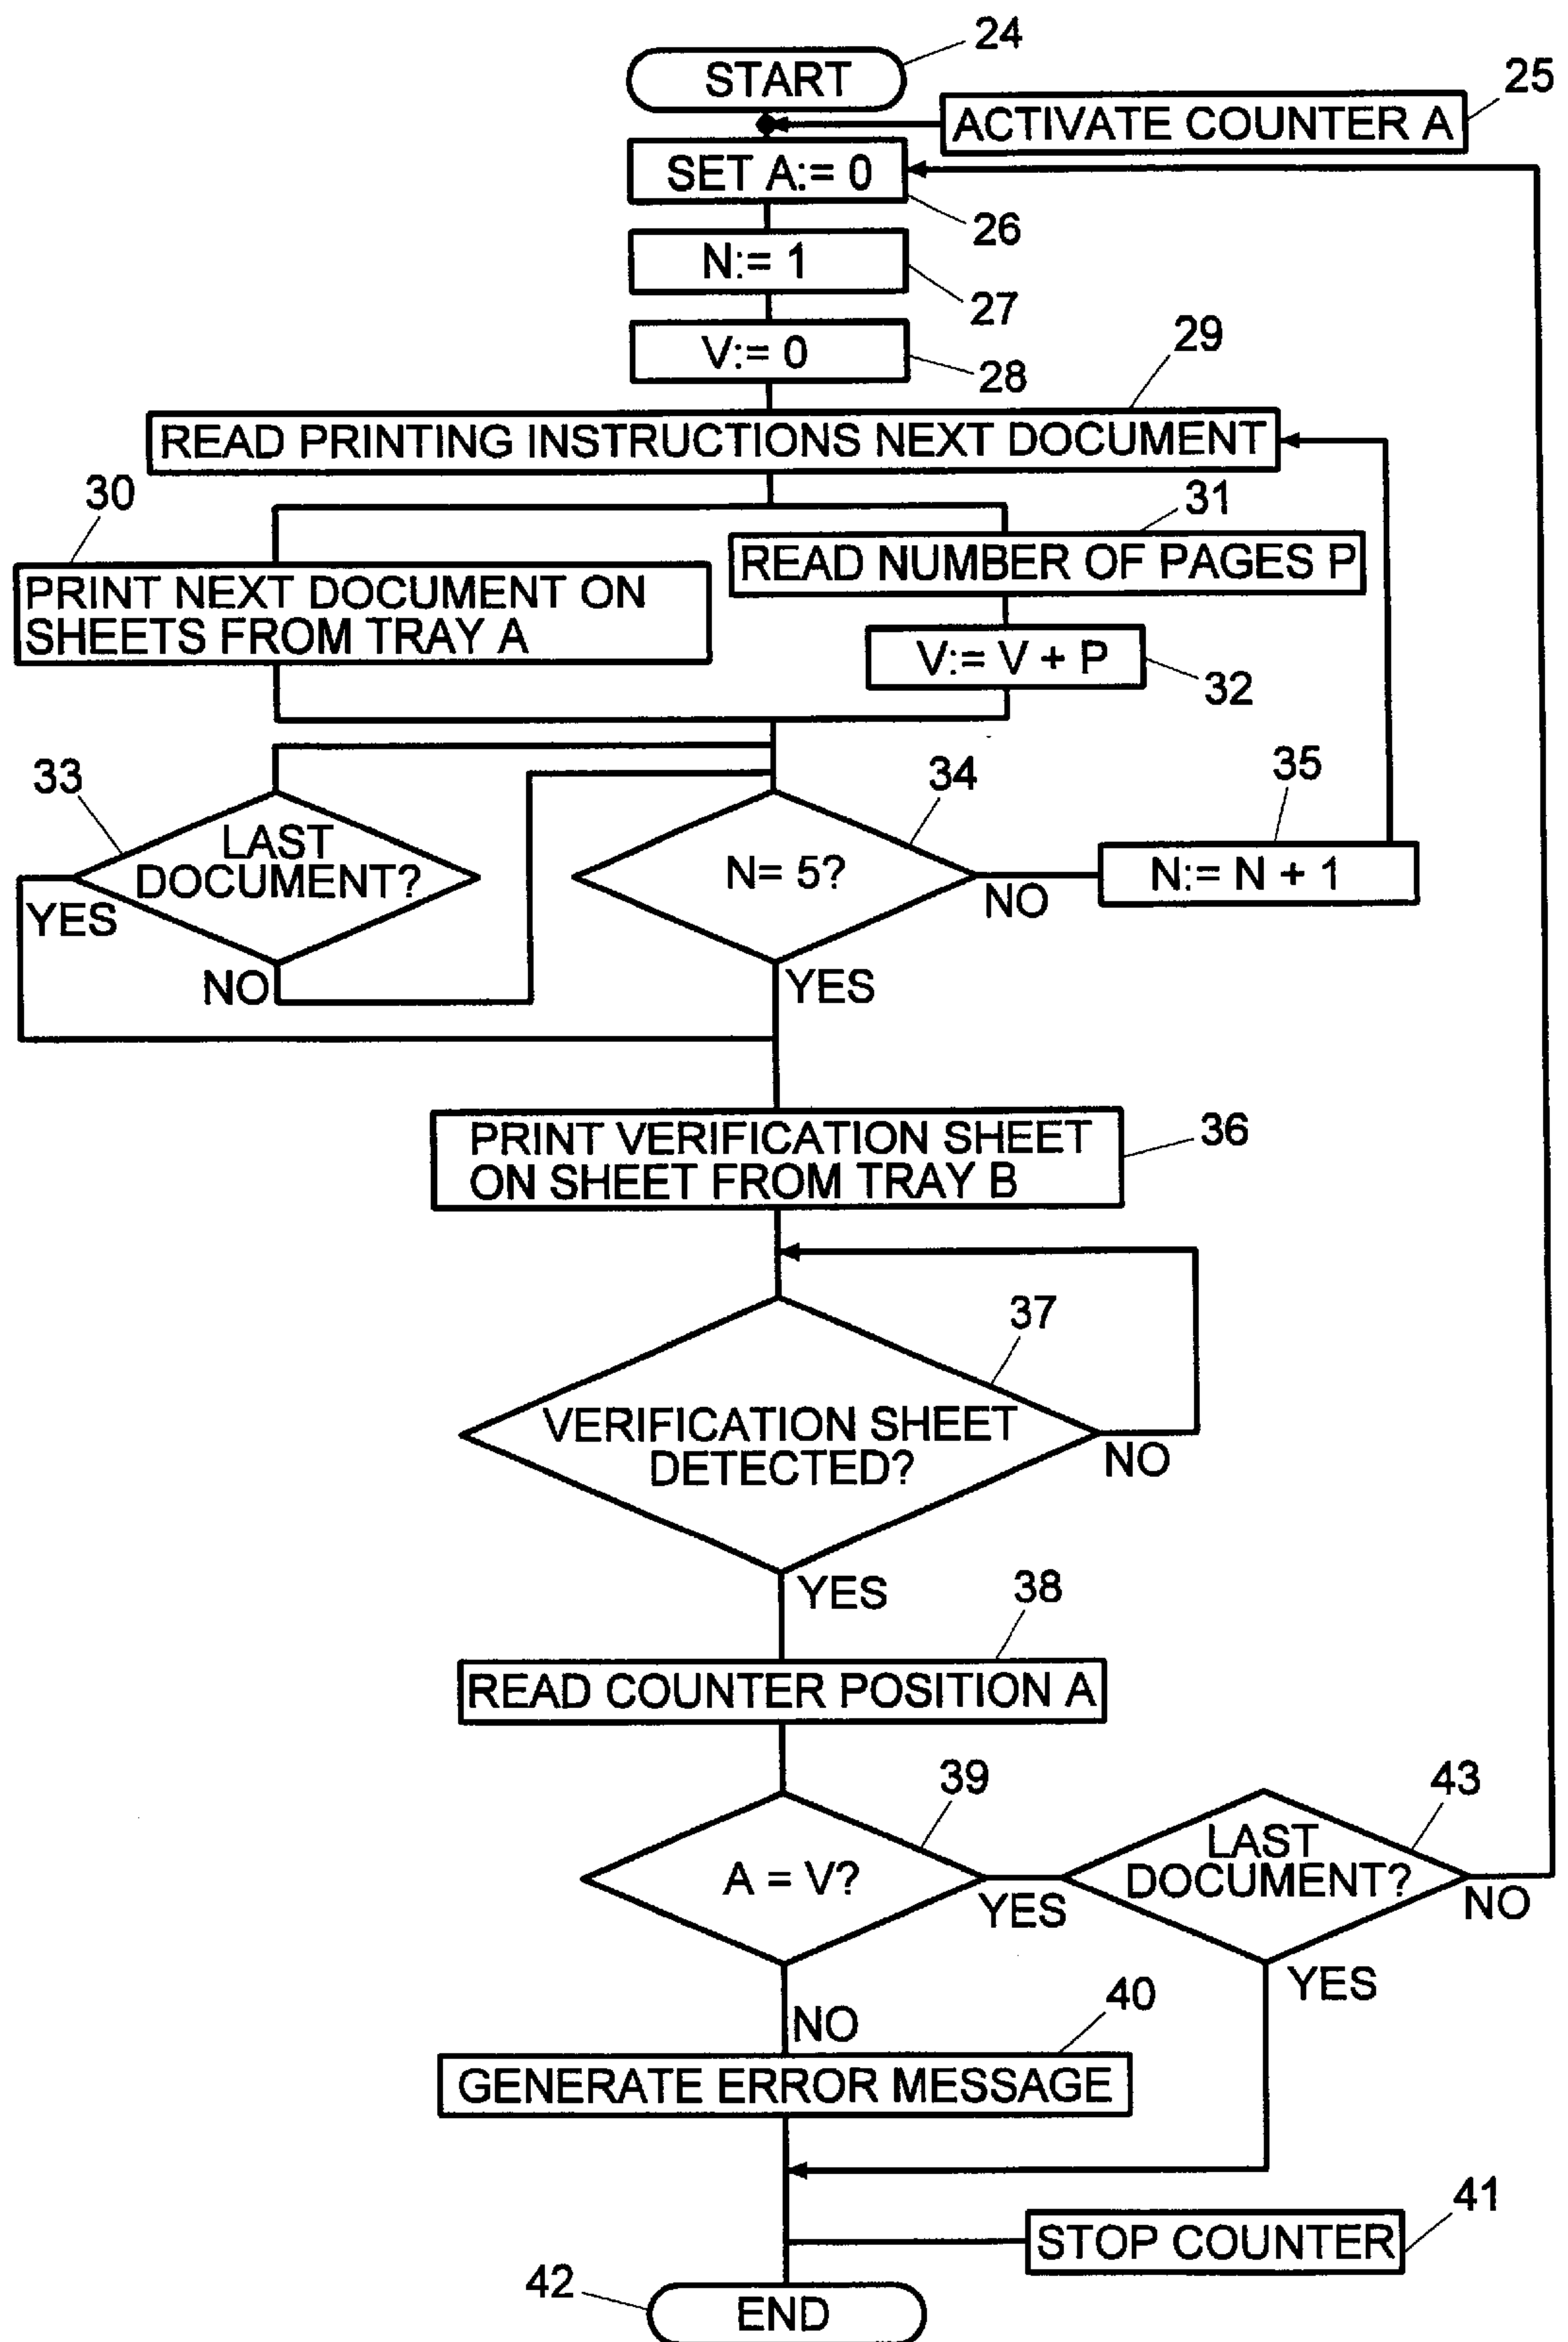 24
START
25
ACTIVATE COUNTER A
SET A:= 0
26
N:= 1
27
V:= 0
28
29
READ PRINTING INSTRUCTIONS NEXT DOCUMENT
30
31
READ NUMBER OF PAGES P
PRINT NEXT DOCUMENT ON
SHEETS FROM TRAY A
V:= V + P
32
33
34
35
LAST
DOCUMENT?
N= 5?
N:= N + 1
YES
NO
NO
YES
PRINT VERIFICATION SHEET
ON SHEET FROM TRAY B
36
37
VERIFICATION SHEET
DETECTED?
NO
YES
38
READ COUNTER POSITION A
39
43
A = V?
LAST
DOCUMENT?
YES
NO
YES
NO
40
GENERATE ERROR MESSAGE
41
STOP COUNTER
42
END